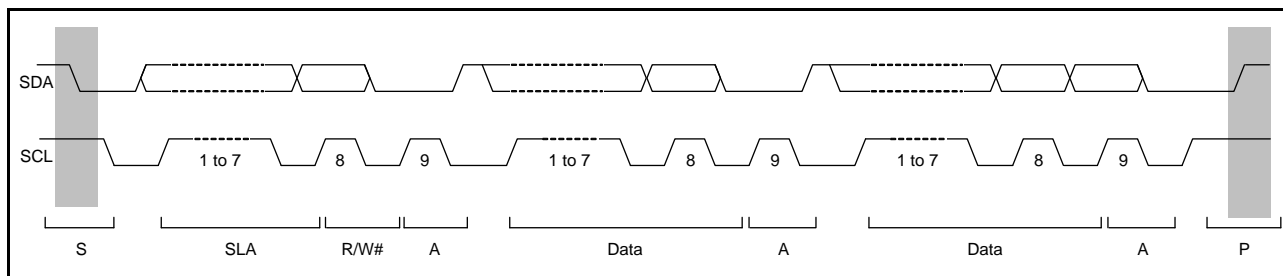 SDA
SCL
1 to 7 8 9 1 to 7 8 9 1 to 7 8 9
S SLA R/W# A Data A Data A P